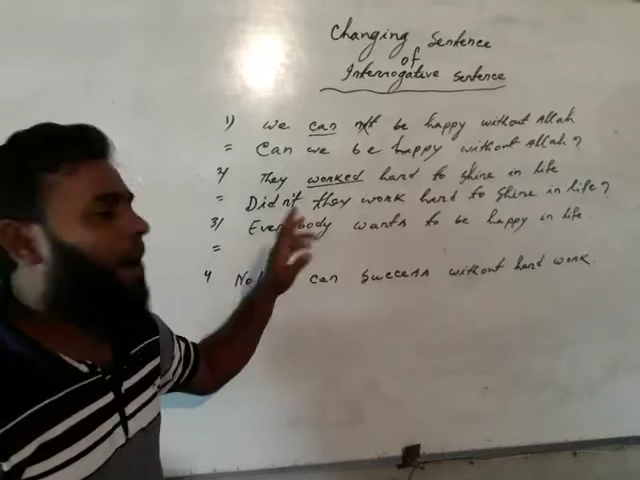 Changing Sentence
of
Interrogative Sentence
1) We can not be happy without Allah
= Can we be happy without Allah?
2) They worked hard to shine in life
= Didn't they work hard to shine in life?
3) Everybody wants to be happy in life.
=
4 can success without hard work.